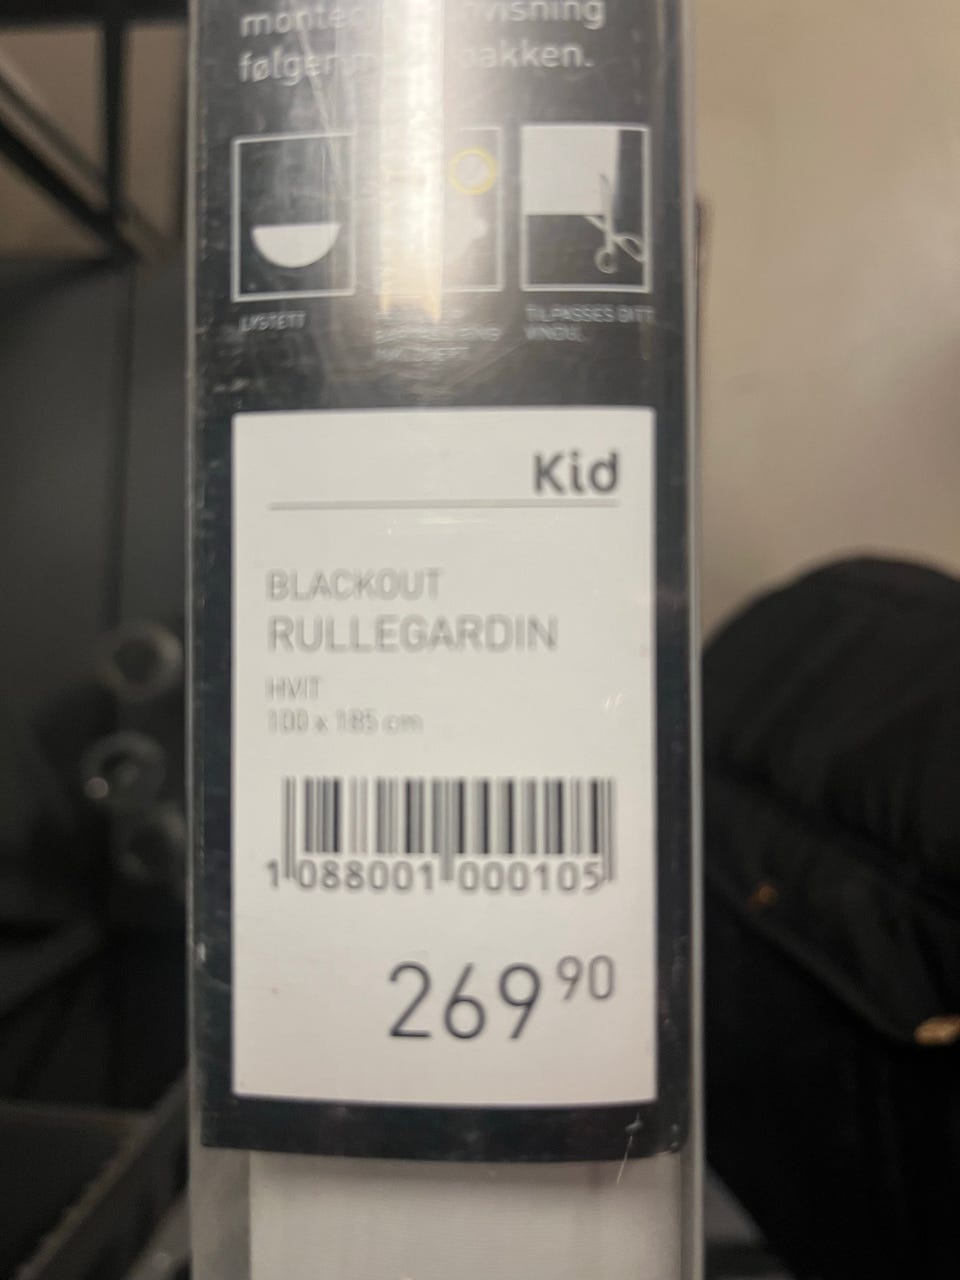 følger pakken.
LYSTETT
TILPASSES DITT
VINDU.
Kid
BLACKOUT
RULLEGARDIN
HVIT
100 x 185 cm
1 088001 000105
269 90